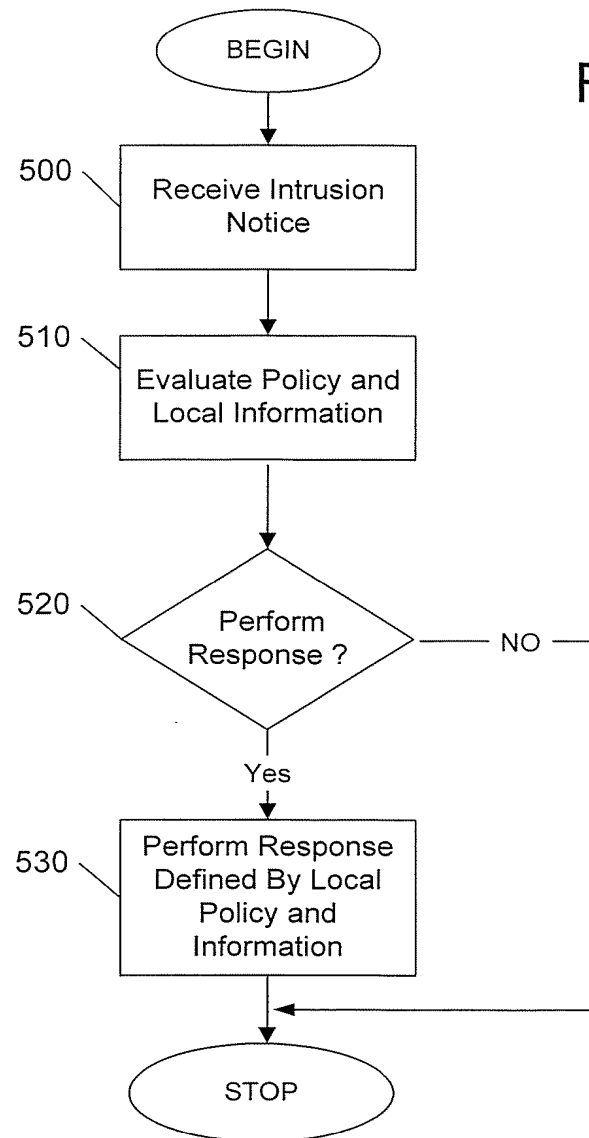 BEGIN
F
500
Receive Intrusion
Notice
510
Evaluate Policy and
Local Information
520
Perform
Response ?
NO
Yes
530
Perform Response
Defined By Local
Policy and
Information
STOP